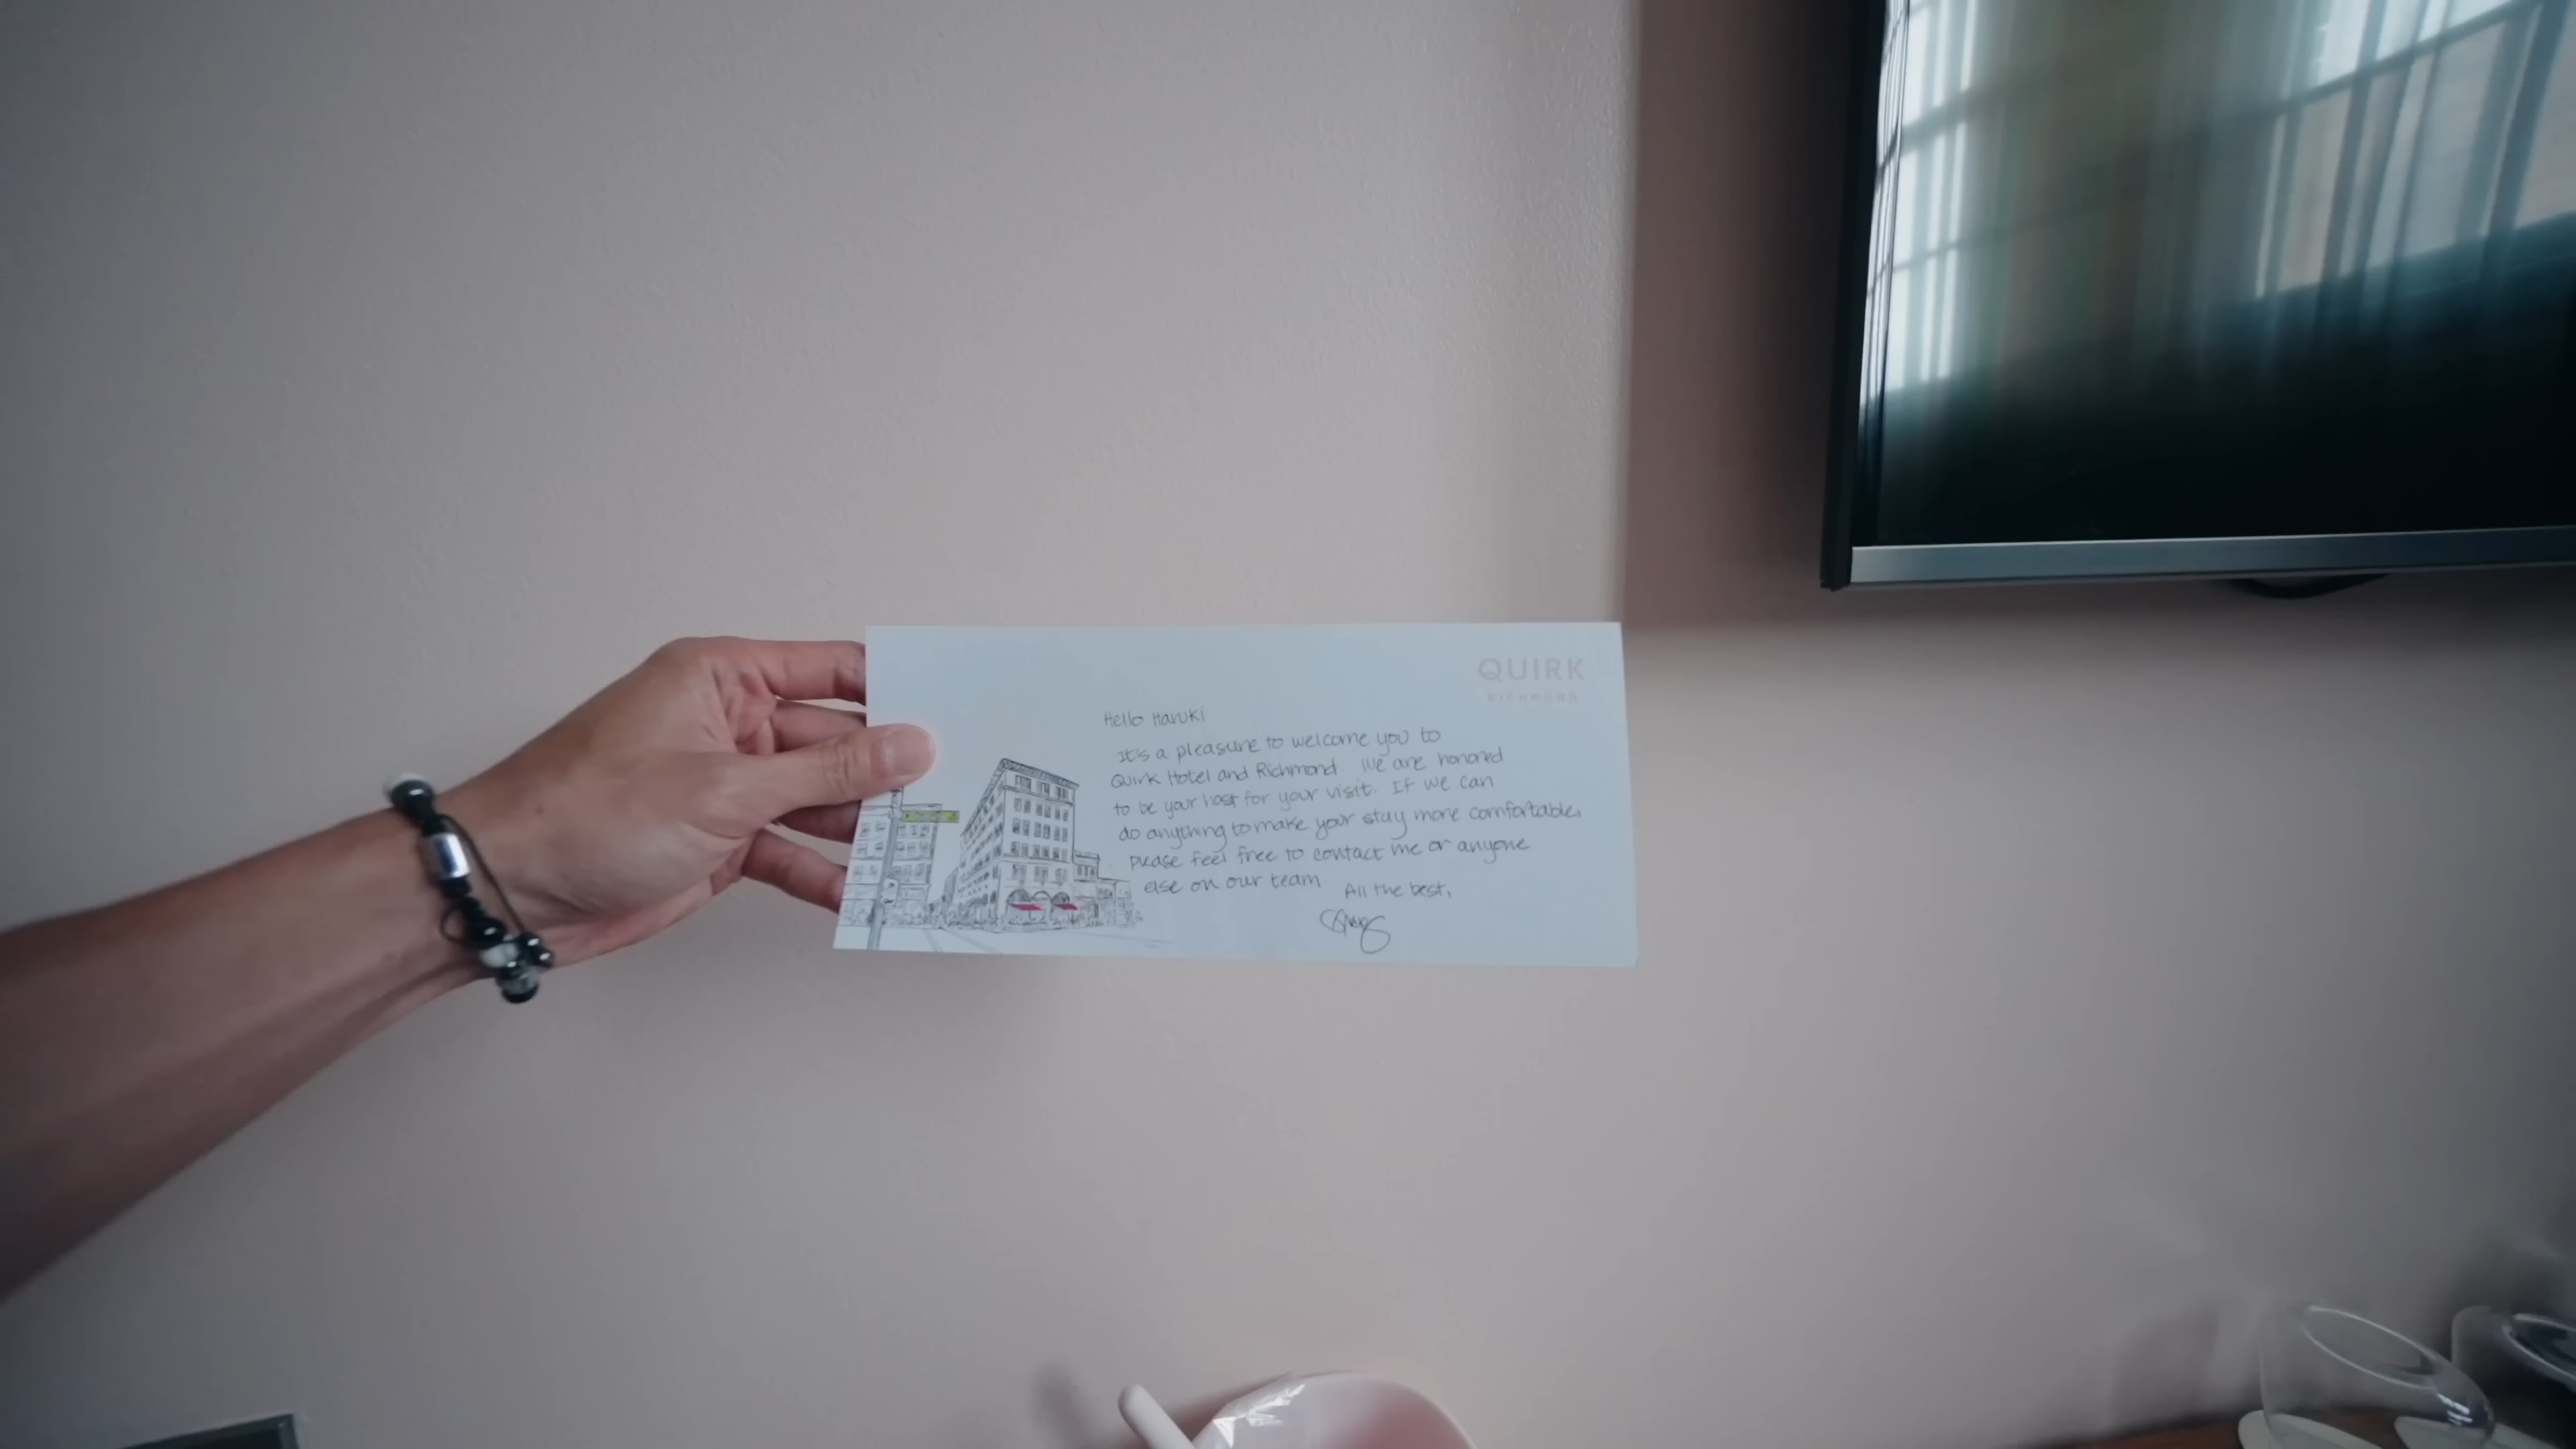 QUIRK
RICHMOND
Hello Haruki
It's a pleasure to welcome you to
Quirk Hotel and Richmond. We are honored
to be your host for your visit. If we can
do anything to make your stay more comfortable,
please feel free to contact me or anyone
else on our team.
All the best,